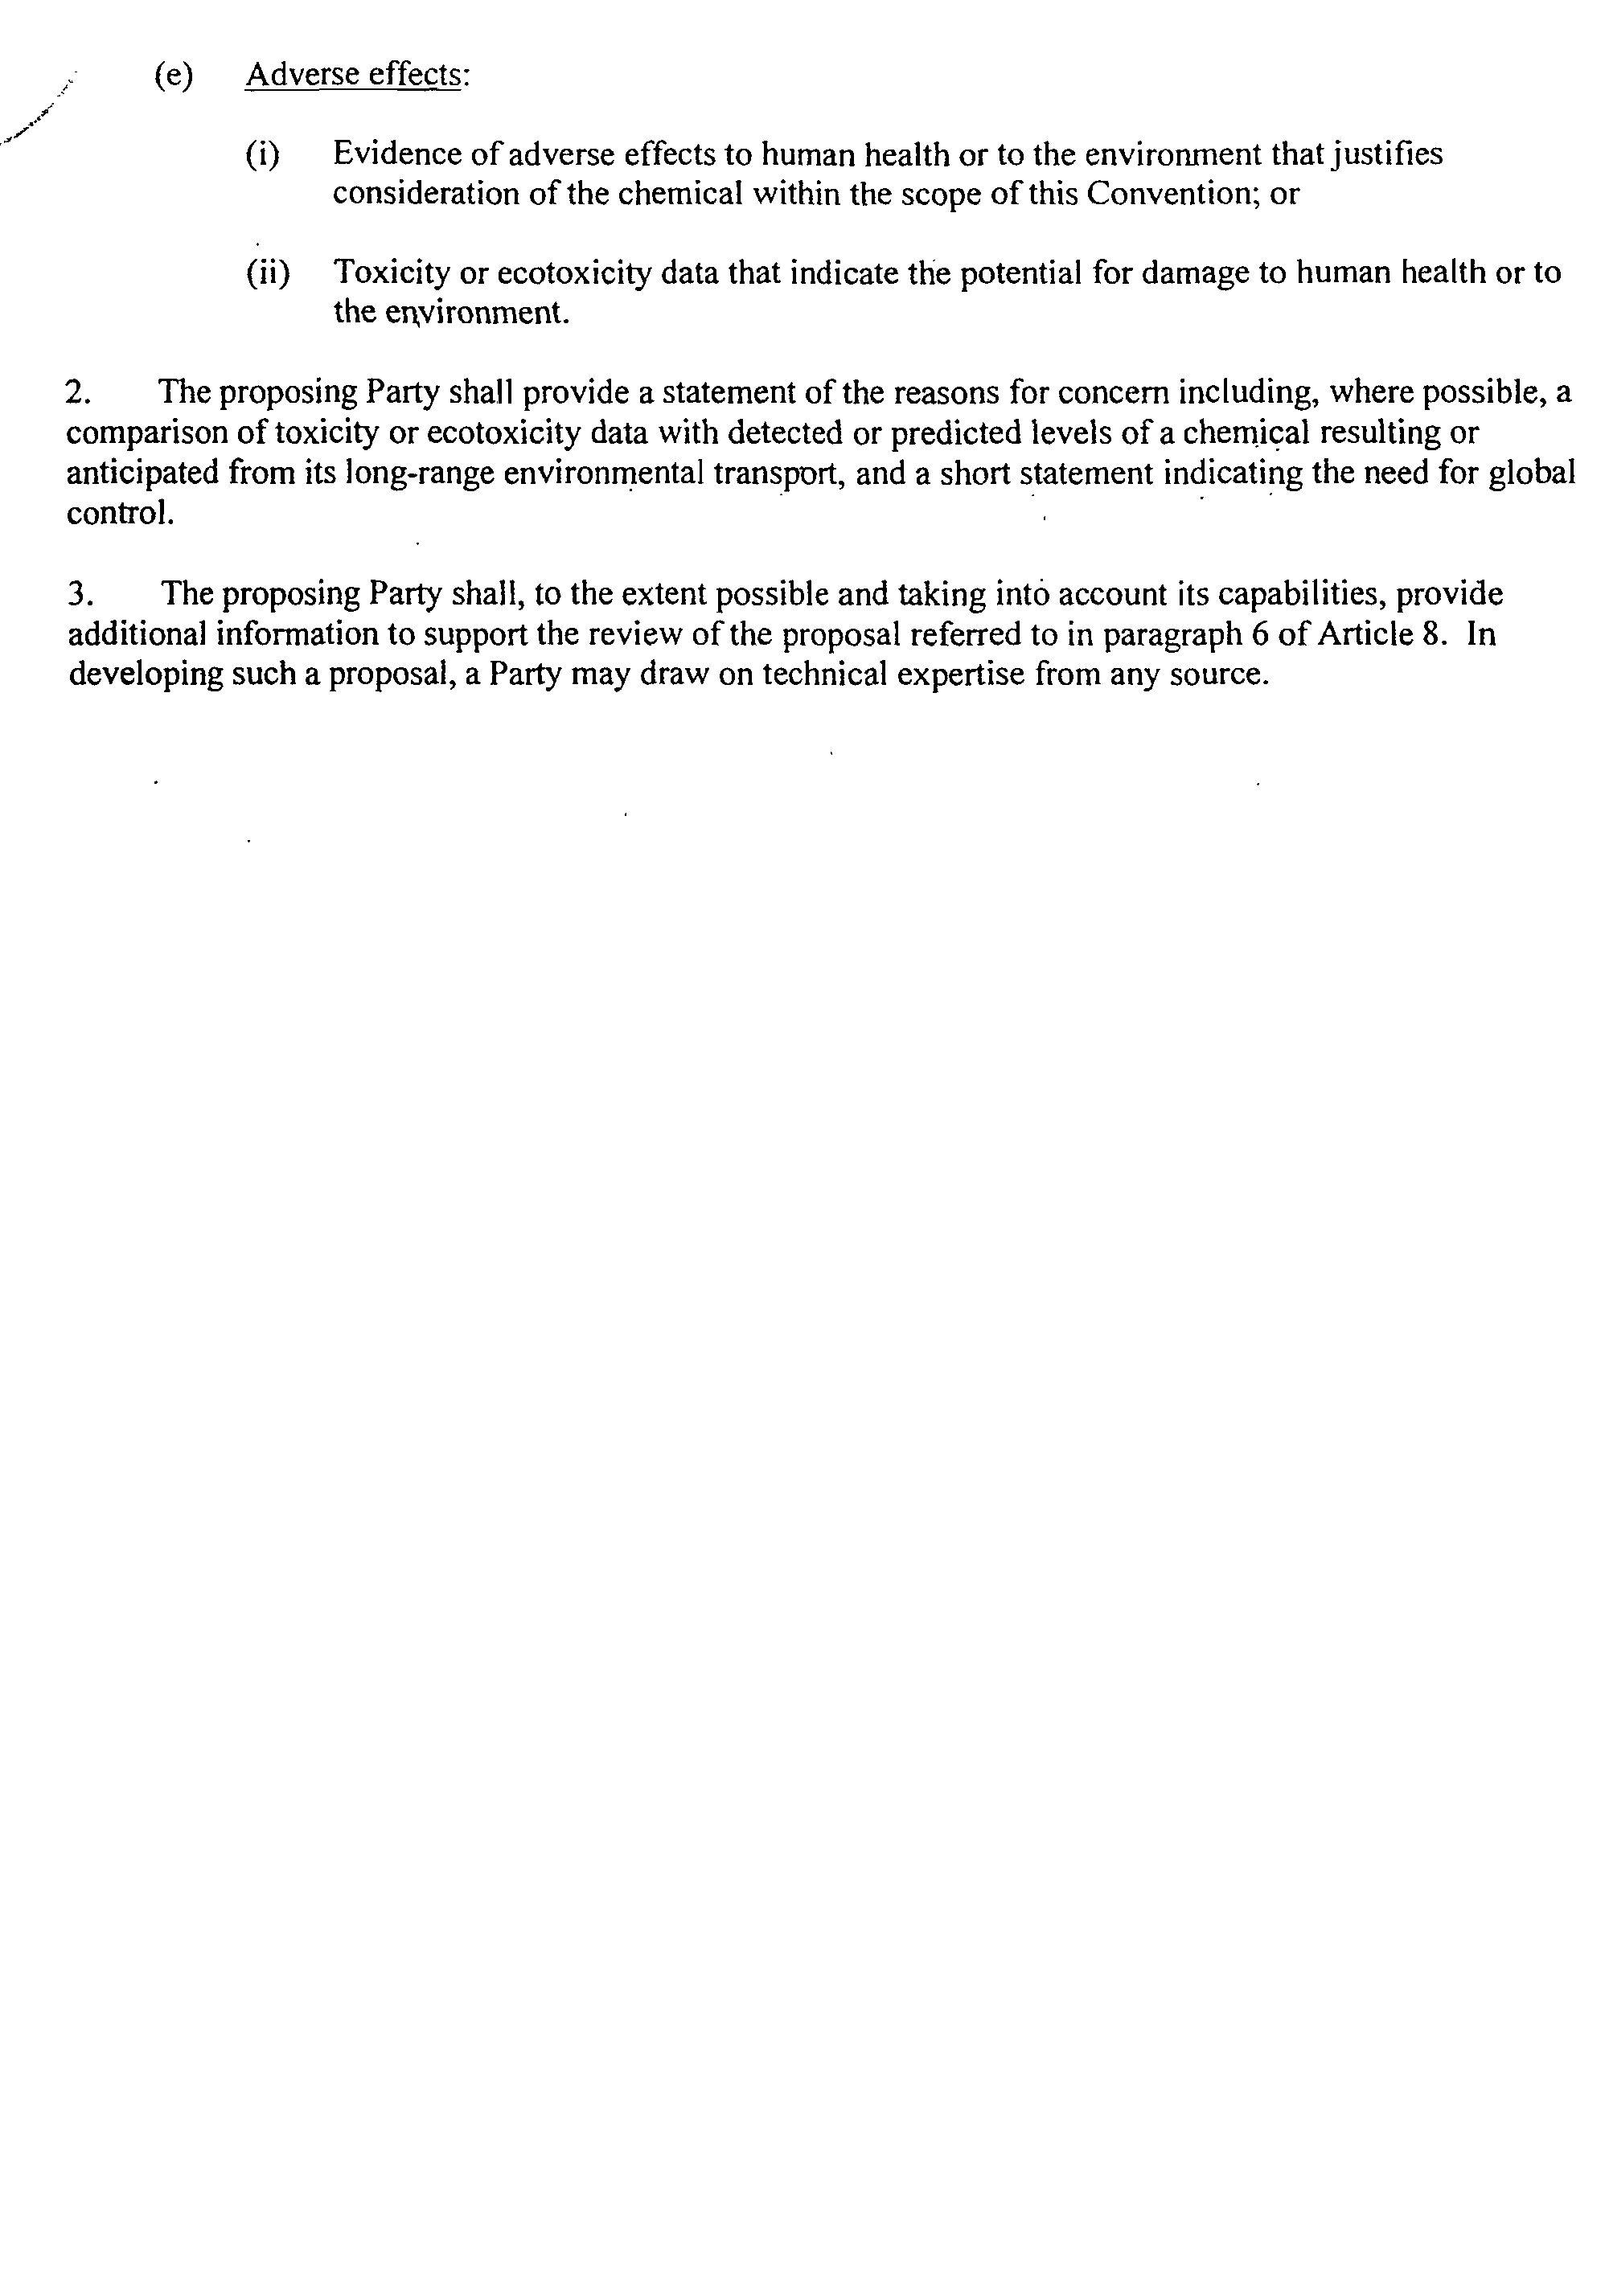 (e) Adverse effects:
(i) Evidence of adverse effects to human health or to the environment that justifies
consideration of the chemical within the scope of this Convention; or
(ii) Toxicity or ecotoxicity data that indicate the potential for damage to human health or to
the environment.
2. The proposing Party shall provide a statement of the reasons for concern including, where possible, a
comparison of toxicity or ecotoxicity data with detected or predicted levels of a chemical resulting or
anticipated from its long-range environmental transport, and a short statement indicating the need for global
control.
3. The proposing Party shall, to the extent possible and taking into account its capabilities, provide
additional information to support the review of the proposal referred to in paragraph 6 of Article 8. In
developing such a proposal, a Party may draw on technical expertise from any source.